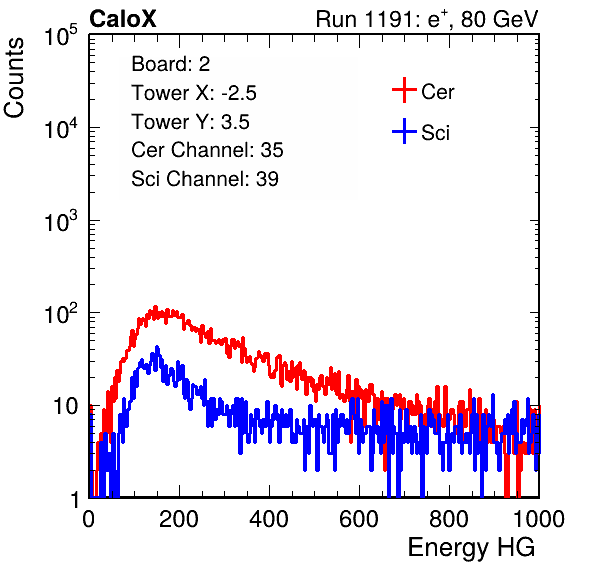 CaloX Run 1191: e⁺, 80 GeV
Counts
10⁵
10⁴
10³
10²
10
1
Board: 2
Tower X: -2.5
Tower Y: 3.5
Cer Channel: 35
Sci Channel: 39
Cer
Sci
0 200 400 600 800 1000
Energy HG